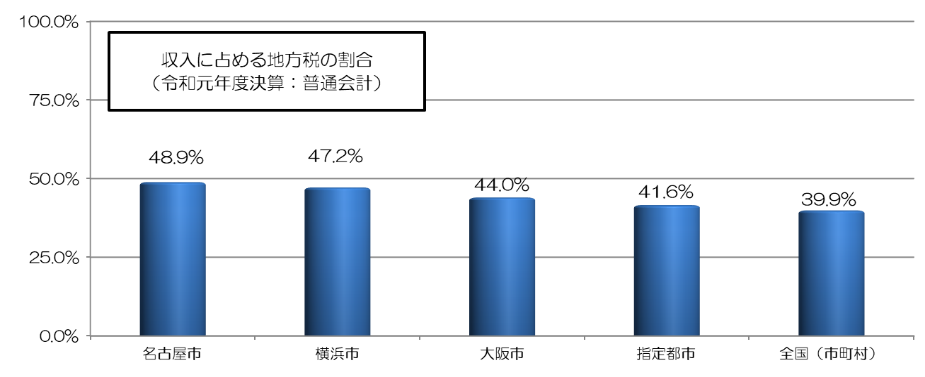 100.0%
収入に占める地方税の割合
（令和元年度決算：普通会計）
75.0%
48.9%
47.2%
50.0%
44.0%
41.6%
39.9%
25.0%
0.0%
名古屋市
横浜市
大阪市
指定都市
全国（市町村）